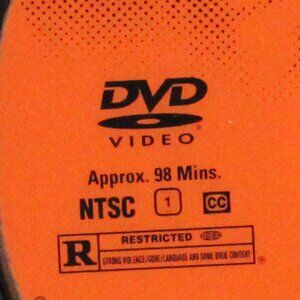 DVD
VIDEO
Approx. 98 Mins.
NTSC 1 CC
R RESTRICTED
STRONG VIOLENCE/GORE/LANGUAGE AND SOME DRUG CONTENT